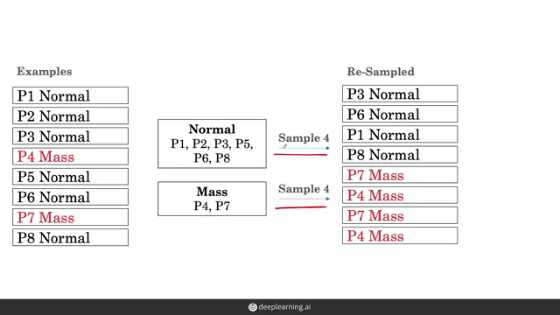 Examples
P1 Normal
P2 Normal
P3 Normal
P4 Mass
P5 Normal
P6 Normal
P7 Mass
P8 Normal
Normal
P1, P2, P3, P5,
P6, P8
Mass
P4, P7
Sample 4
Sample 4
Re-Sampled
P3 Normal
P6 Normal
P1 Normal
P8 Normal
P7 Mass
P4 Mass
P7 Mass
P4 Mass
deeplearning.ai